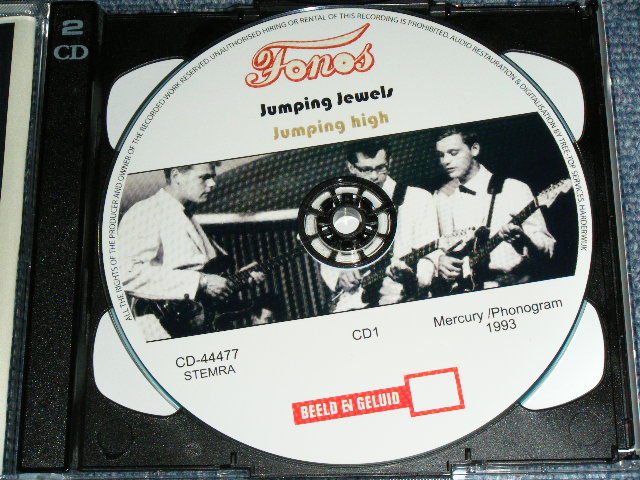 2
CD
Fonos
Jumping Jewels
Jumping high
ALL THE RIGHTS OF THE PRODUCER AND OWNER OF THE RECORDED WORK RESERVED. UNAUTHORISED HIRING OR RENTAL OF THIS RECORDING IS PROHIBITED. AUDIO RESTAURATION & DIGITALISATION BY TREE-TOP SERVICES, HARDERWIJK
CD-44477
STEMRA
CD1
Mercury /Phonogram
1993
BEELD EN GELUID